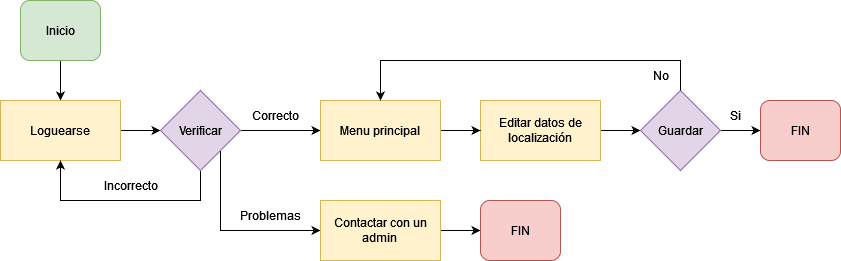 Inicio
No
Loguearse
Verificar
Correcto
Menu principal
Editar datos de
localización
Guardar
Si
FIN
Incorrecto
Problemas
Contactar con un
admin
FIN